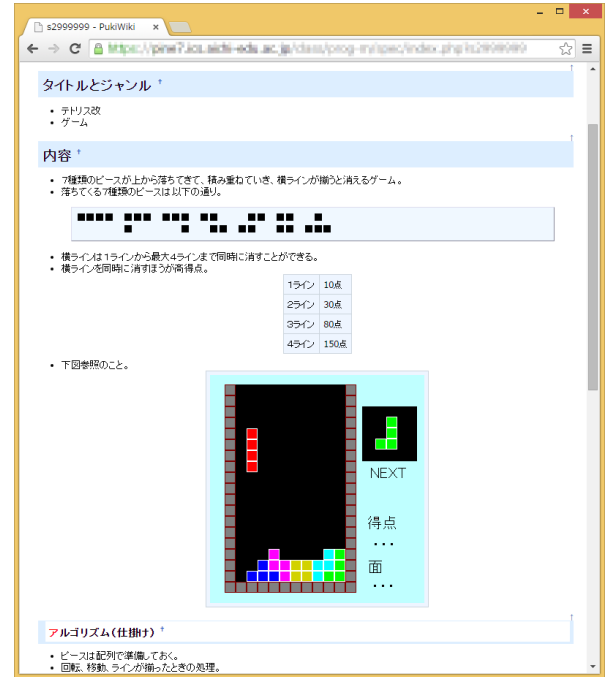 s2999999 - PukiWiki
タイトルとジャンル †
テトリス改
ゲーム
内容 †
7種類のピースが上から落ちてきて、積み重ねていき、横ラインが揃うと消えるゲーム。
落ちてくる7種類のピースは以下の通り。
■■■■ ■■■ ■■■ ■■ ■■ ■■ ■
■ ■ ■■ ■■ ■■ ■■■
横ラインは1ラインから最大4ラインまで同時に消すことができる。
横ラインを同時に消すほうが高得点。
1ライン 10点
2ライン 30点
3ライン 80点
4ライン 150点
下図参照のこと。
NEXT
得点
・・・
面
・・・
アルゴリズム(仕掛け) †
ピースは配列で準備しておく。
回転、移動、ラインが揃ったときの処理。